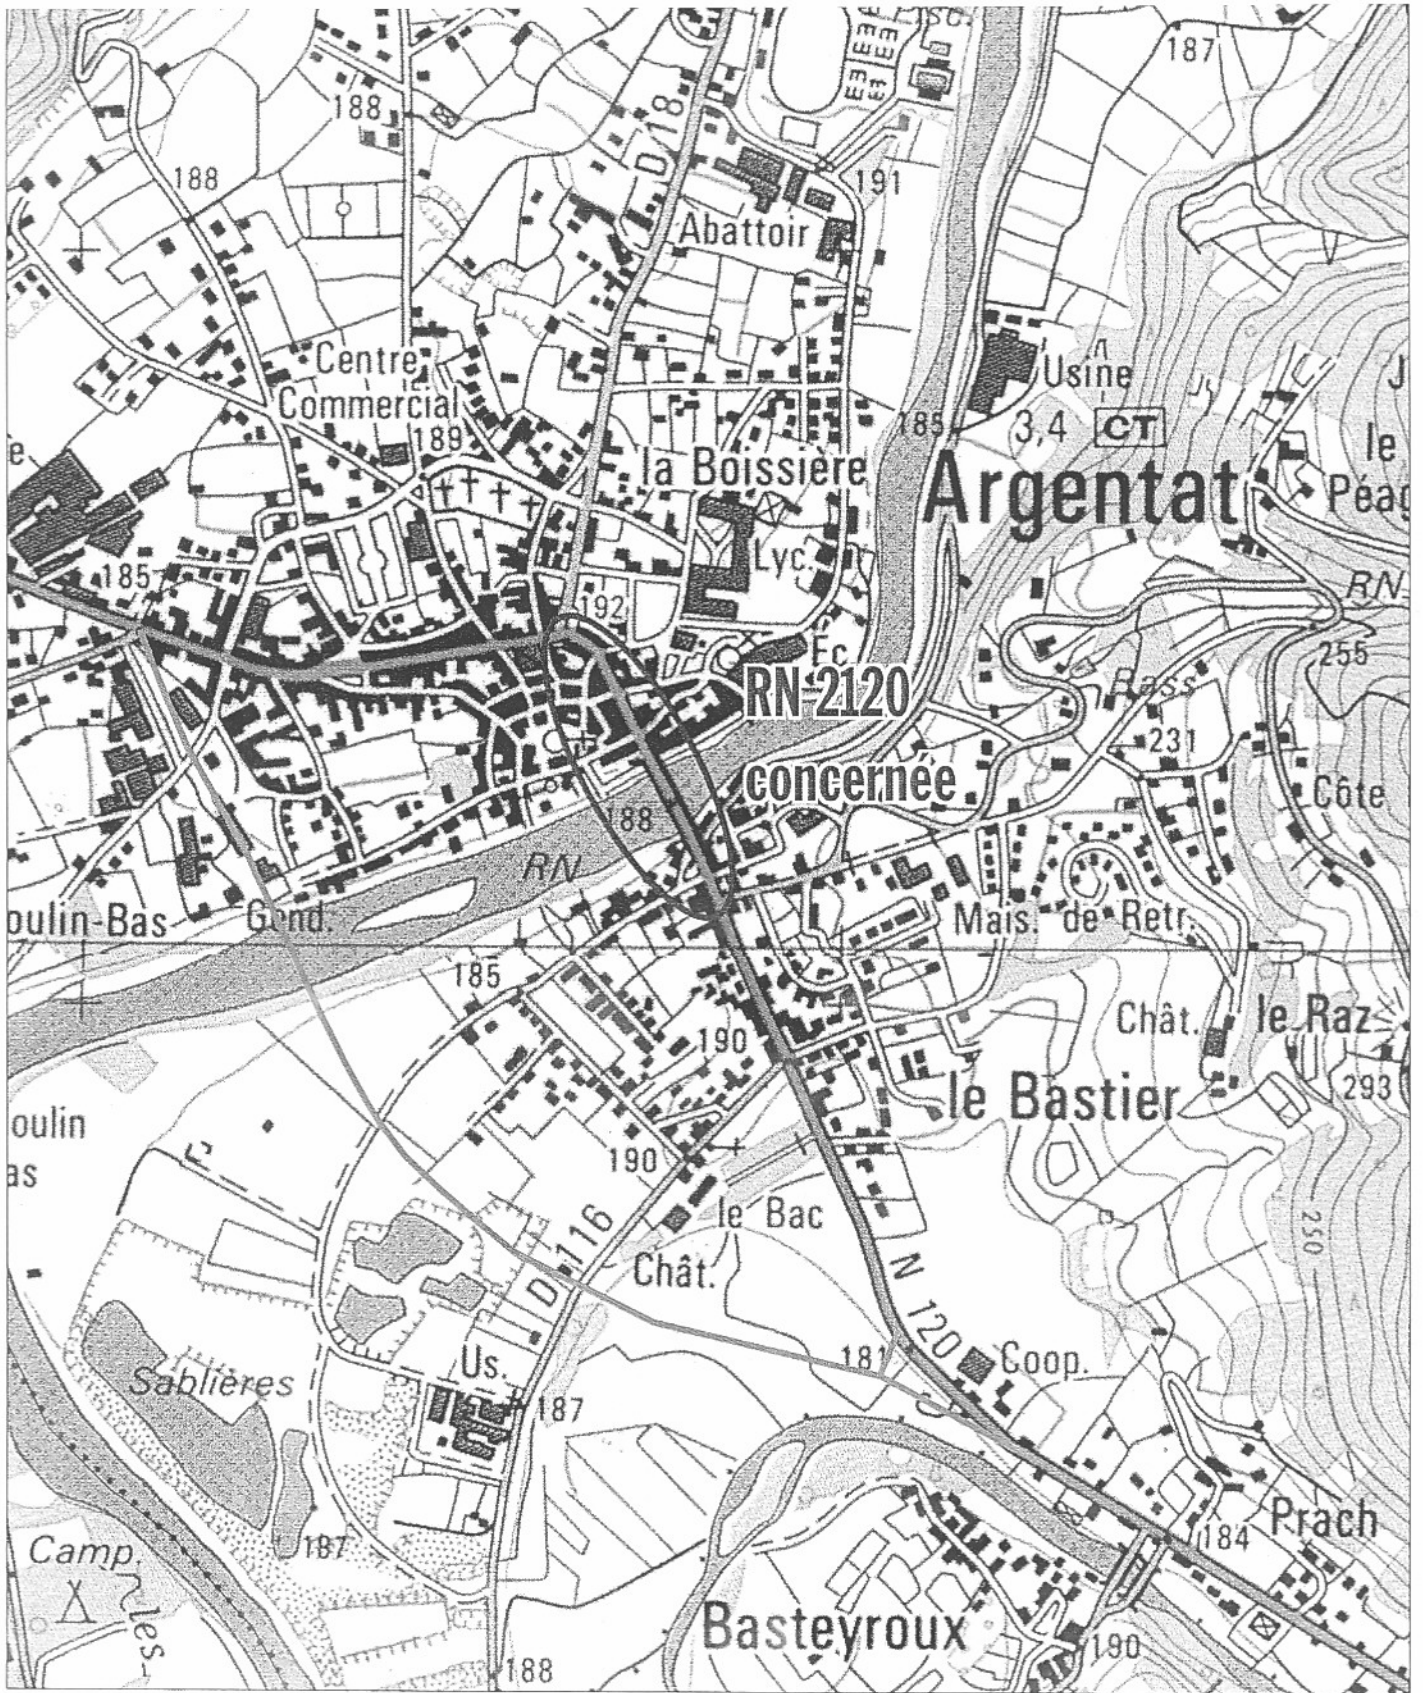 Pisc.
187
188
D 18
188
191
Abattoir
Centre
Commercial
189
Usine
3,4 CT
185
le
Péag
la Boissière
Argentat
Lyc.
185
192
RN
Éc.
255
RN 2120
concernée
231
Côte
188
RN
oulin-Bas
Gend.
Mais. de Retr.
185
190
Chât.
le Raz
293
le Bastier
oulin
as
190
le Bac
D 116
Chât.
250
N 120
181
Coop.
Us.
Sablières
187
187
Camp.
les
Prach
184
Basteyroux
190
188